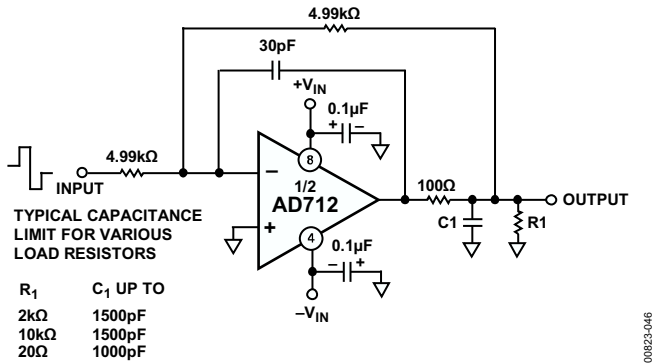 4.99kΩ
30pF
+VIN
0.1µF
+ –
4.99kΩ
8
–
INPUT
1/2
AD712
100Ω
OUTPUT
+
C1
R1
TYPICAL CAPACITANCE
LIMIT FOR VARIOUS
LOAD RESISTORS
4
0.1µF
– +
–VIN
R1 C1 UP TO
2kΩ 1500pF
10kΩ 1500pF
20Ω 1000pF
00823-046